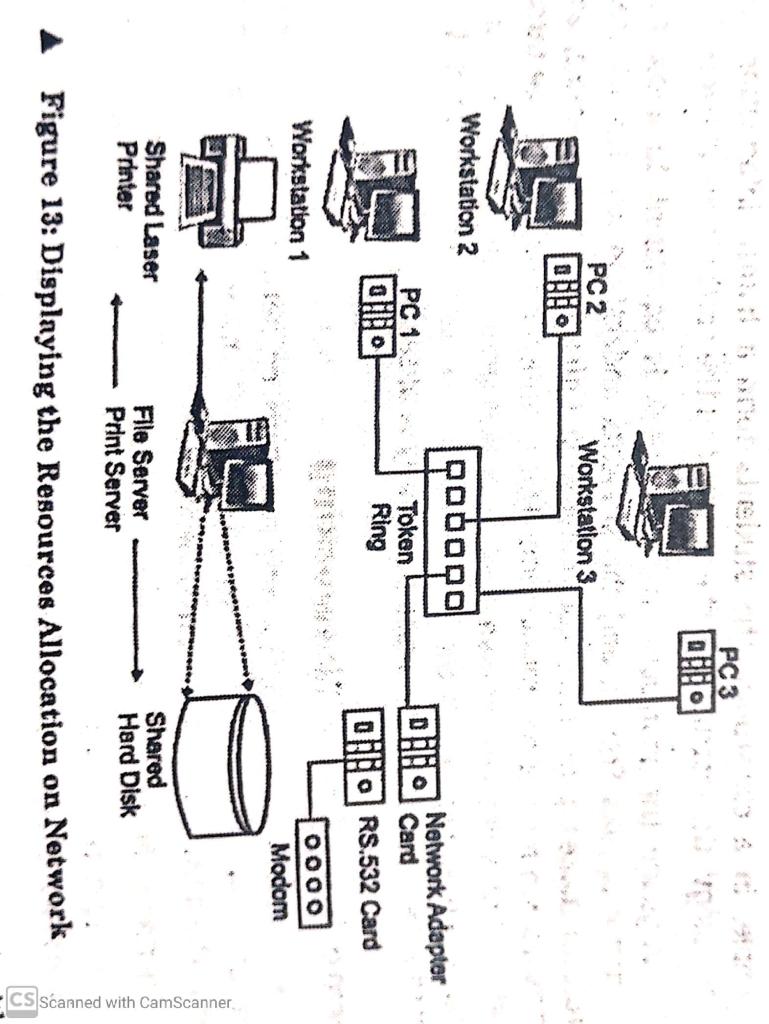 PC 3
Workstation 3
PC 2
Workstation 2
PC 1
Workstation 1
Token
Ring
Network Adapter
Card
RS.532 Card
Modom
Shared Laser
Printer
File Server
Print Server
Shared
Hard Disk
▲ Figure 13: Displaying the Resources Allocation on Network
CS Scanned with CamScanner